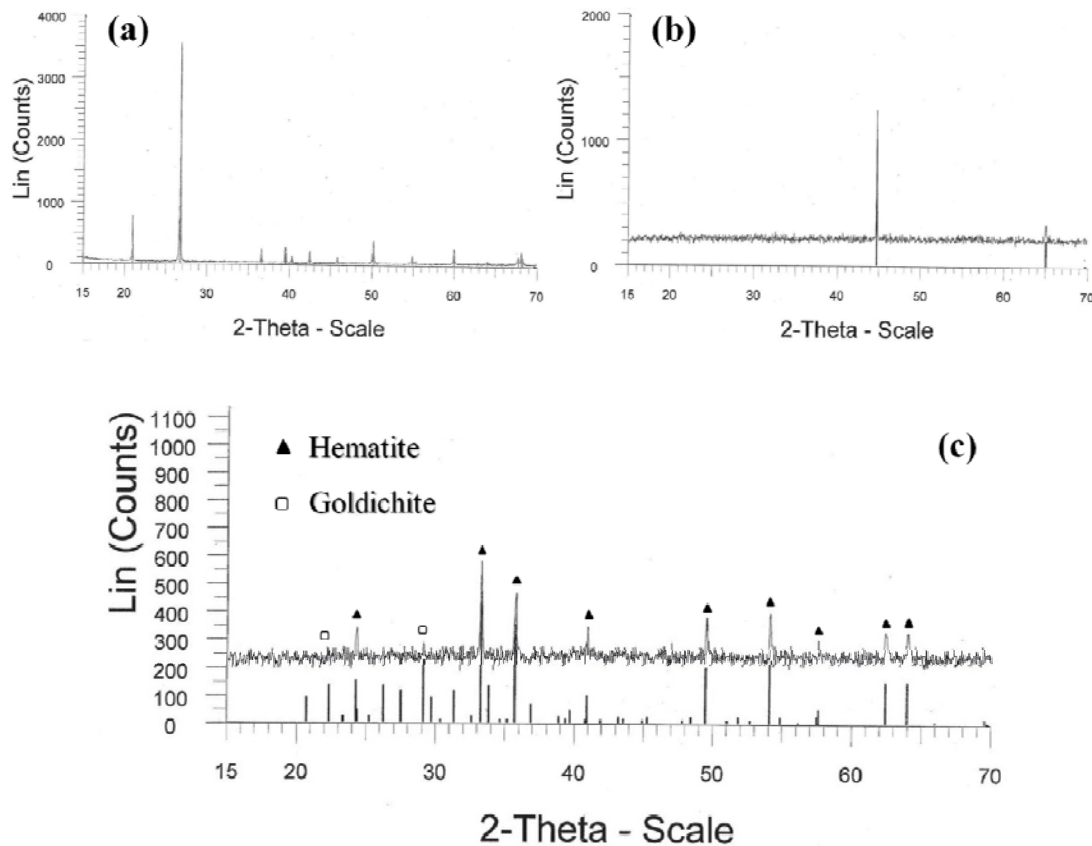 (a)
Lin (Counts)
4000
3000
2000
1000
0
15 20 30 40 50 60 70
2-Theta - Scale
(b)
Lin (Counts)
2000
1000
0
15 20 30 40 50 60 70
2-Theta - Scale
(c)
▲ Hematite
□ Goldichite
Lin (Counts)
1100
1000
900
800
700
600
500
400
300
200
100
0
15 20 30 40 50 60 70
2-Theta - Scale